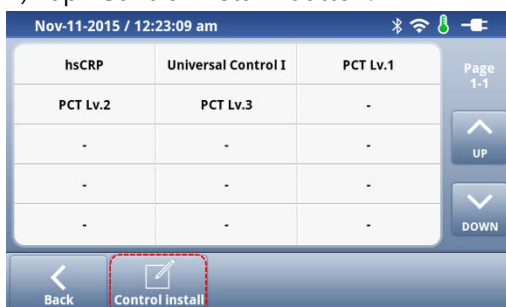 Nov-11-2015 / 12:23:09 am
hsCRP Universal Control I PCT Lv.1
PCT Lv.2 PCT Lv.3 -
- - -
- - -
- - -
Page
1-1
UP
DOWN
Back Control install